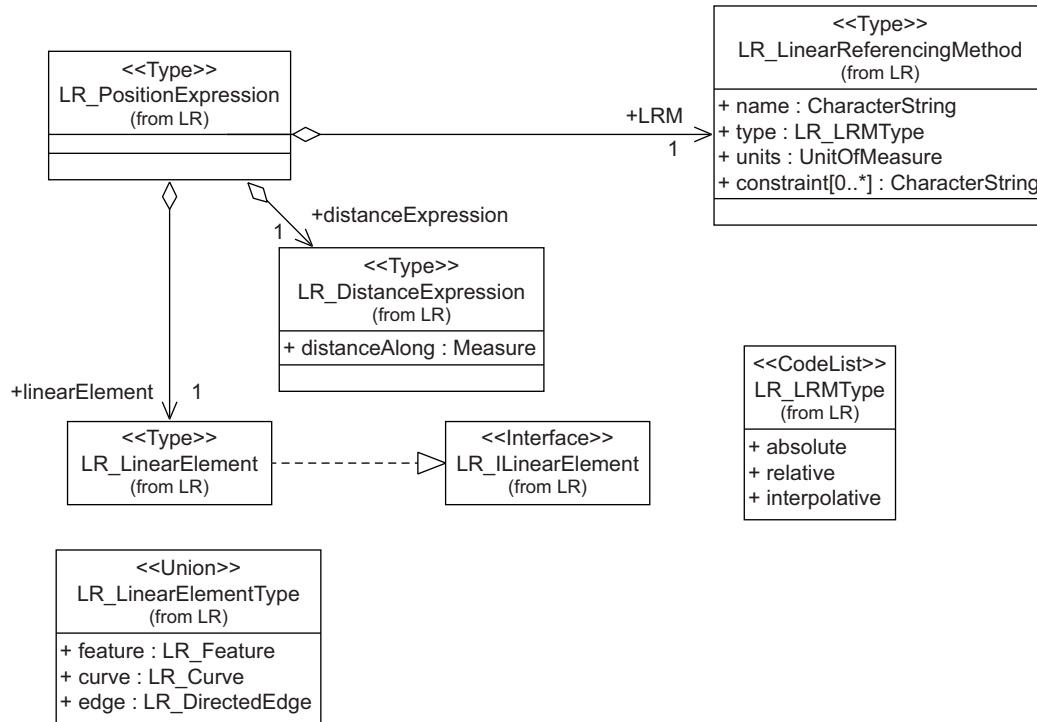 <<Type>>
LR_PositionExpression
(from LR)
<<Type>>
LR_LinearReferencingMethod
(from LR)
+ name : CharacterString
+ type : LR_LRMType
+ units : UnitOfMeasure
+ constraint[0..*] : CharacterString
+LRM
1
+distanceExpression
1
<<Type>>
LR_DistanceExpression
(from LR)
+ distanceAlong : Measure
+linearElement
1
<<Type>>
LR_LinearElement
(from LR)
<<Interface>>
LR_ILinearElement
(from LR)
<<CodeList>>
LR_LRMType
(from LR)
+ absolute
+ relative
+ interpolative
<<Union>>
LR_LinearElementType
(from LR)
+ feature : LR_Feature
+ curve : LR_Curve
+ edge : LR_DirectedEdge